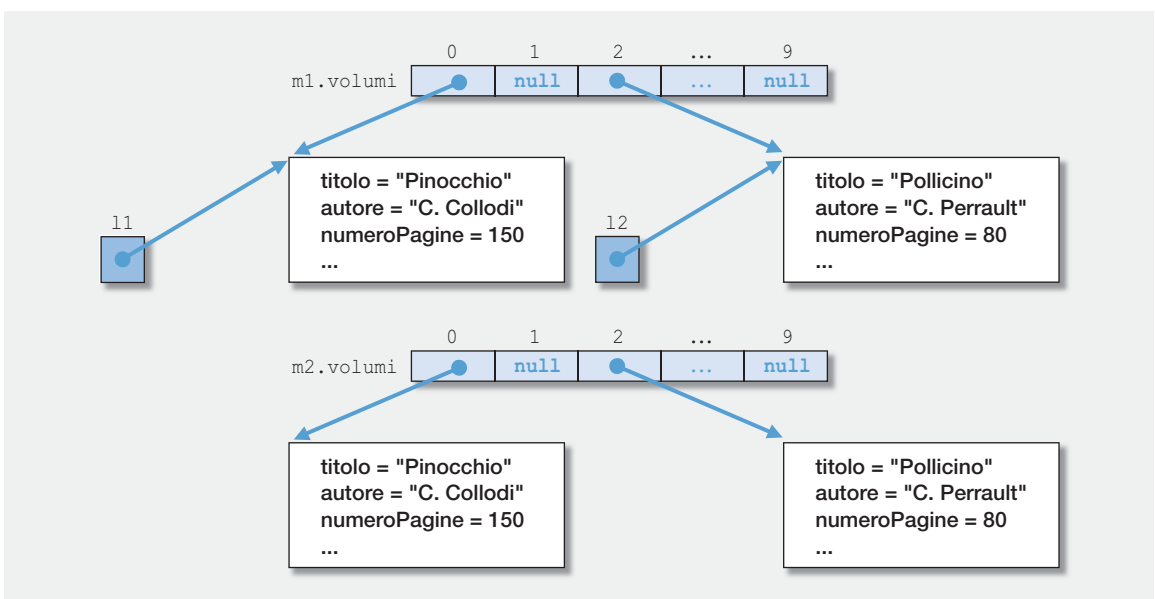 0 1 2 ... 9
m1.volumi null ... null
titolo = "Pinocchio"
autore = "C. Collodi"
numeroPagine = 150
...
l1
titolo = "Pollicino"
autore = "C. Perrault"
numeroPagine = 80
...
l2
0 1 2 ... 9
m2.volumi null ... null
titolo = "Pinocchio"
autore = "C. Collodi"
numeroPagine = 150
...
titolo = "Pollicino"
autore = "C. Perrault"
numeroPagine = 80
...